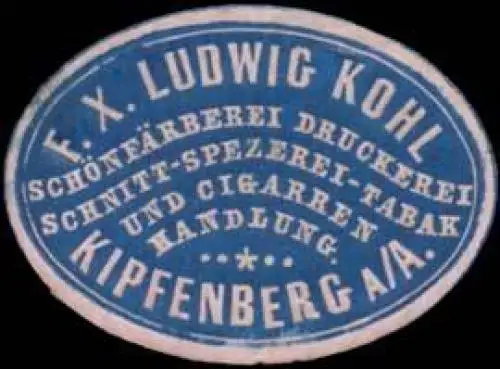 F. X. LUDWIG KOHL
SCHÖNFÄRBEREI DRUCKEREI
SCHNITT-SPEZEREI-TABAK
UND CIGARREN
HANDLUNG.
KIPFENBERG A/A.